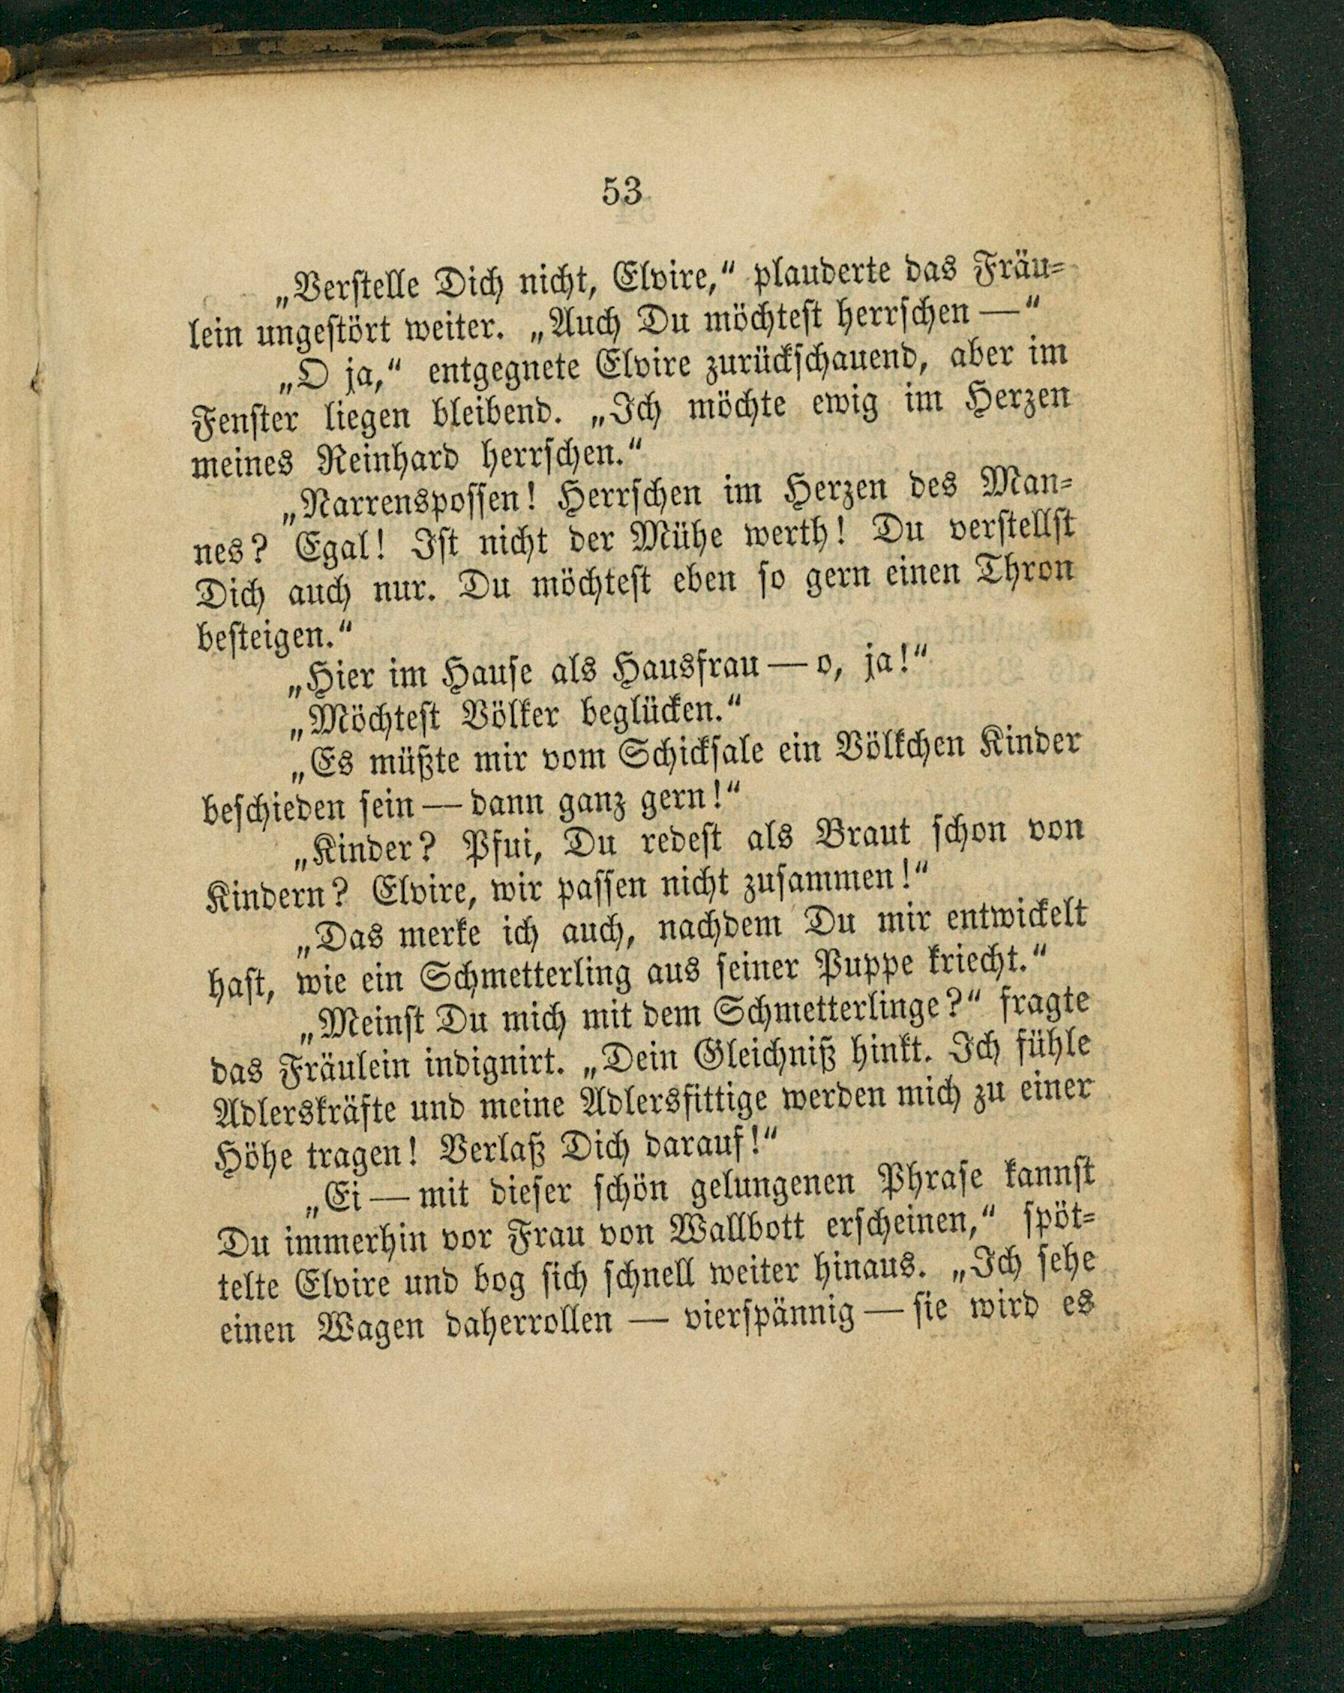 53
„Verstelle Dich nicht, Elvire,“ plauderte das Fräu-
lein ungestört weiter. „Auch Du möchtest herrschen —“
„O ja,“ entgegnete Elvire zurückschauend, aber im
Fenster liegen bleibend. „Ich möchte ewig im Herzen
meines Reinhard herrschen.“
„Narrenspossen! Herrschen im Herzen des Man-
nes? Egal! Ist nicht der Mühe werth! Du verstellst
Dich auch nur. Du möchtest eben so gern einen Thron
besteigen.“
„Hier im Hause als Hausfrau — o, ja!“
„Möchtest Völker beglücken.“
„Es müßte mir vom Schicksale ein Völkchen Kinder
beschieden sein — dann ganz gern!“
„Kinder? Pfui, Du redest als Braut schon von
Kindern? Elvire, wir passen nicht zusammen!“
„Das merke ich auch, nachdem Du mir entwickelt
hast, wie ein Schmetterling aus seiner Puppe kriecht.“
„Meinst Du mich mit dem Schmetterlinge?“ fragte
das Fräulein indignirt. „Dein Gleichniß hinkt. Ich fühle
Adlerskräfte und meine Adlersfittige werden mich zu einer
Höhe tragen! Verlaß Dich darauf!“
„Ei — mit dieser schön gelungenen Phrase kannst
Du immerhin vor Frau von Wallbott erscheinen,“ spöt-
telte Elvire und bog sich schnell weiter hinaus. „Ich sehe
einen Wagen daherrollen — vierspännig — sie wird es